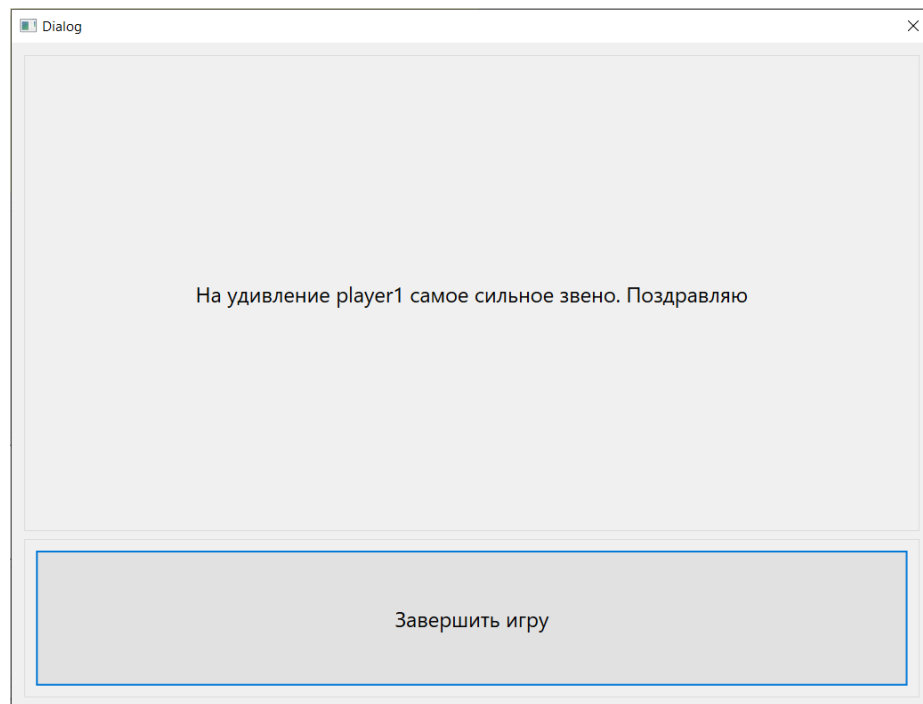 Dialog
На удивление player1 самое сильное звено. Поздравляю
Завершить игру